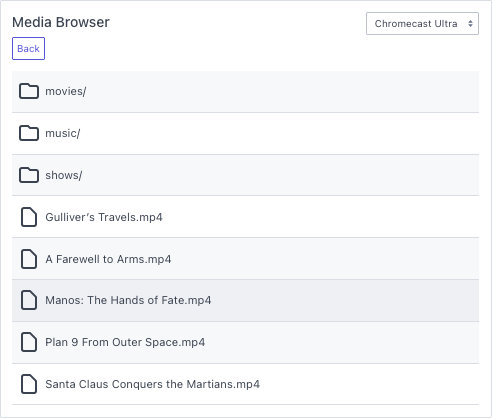 Media Browser
Chromecast Ultra
Back
movies/
music/
shows/
Gulliver’s Travels.mp4
A Farewell to Arms.mp4
Manos: The Hands of Fate.mp4
Plan 9 From Outer Space.mp4
Santa Claus Conquers the Martians.mp4